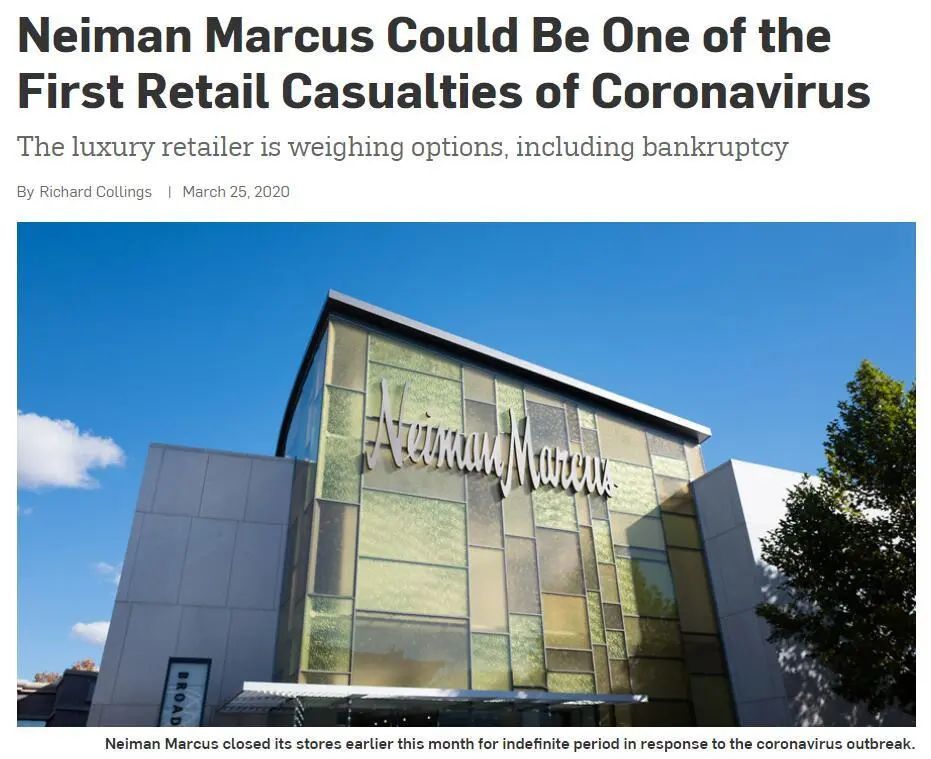 Neiman Marcus Could Be One of the
First Retail Casualties of Coronavirus
The luxury retailer is weighing options, including bankruptcy
By Richard Collings | March 25, 2020
Neiman Marcus
BROAD
Neiman Marcus closed its stores earlier this month for indefinite period in response to the coronavirus outbreak.